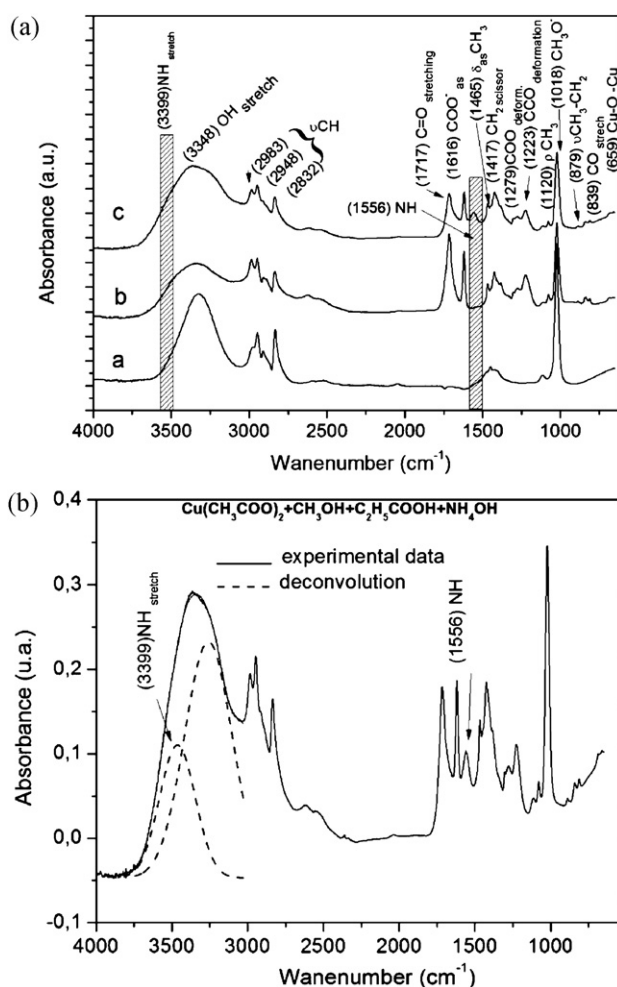 (a)
(3399)NH stretch
(3348) OH stretch
(2983)
(2948)
(2832)
υCH
(1717) C=O stretching
(1616) COO⁻ as
(1556) NH
(1465) δas CH3
(1417) CH2 scissor
(1279)COO deform.
(1223) CCO deformation
(1120) ρ CH3
(1018) CH3O⁻
(879) υCH3-CH2
(839) CO strech
(659) Cu-O -Cu
c
b
a
Absorbance (a.u.)
4000 3500 3000 2500 2000 1500 1000
Wanenumber (cm-1)
(b)
Cu(CH3COO)2+CH3OH+C2H5COOH+NH4OH
experimental data
deconvolution
(3399)NH stretch
(1556) NH
Absorbance (u.a.)
0,4
0,3
0,2
0,1
0,0
-0,1
4000 3500 3000 2500 2000 1500 1000
Wanenumber (cm-1)